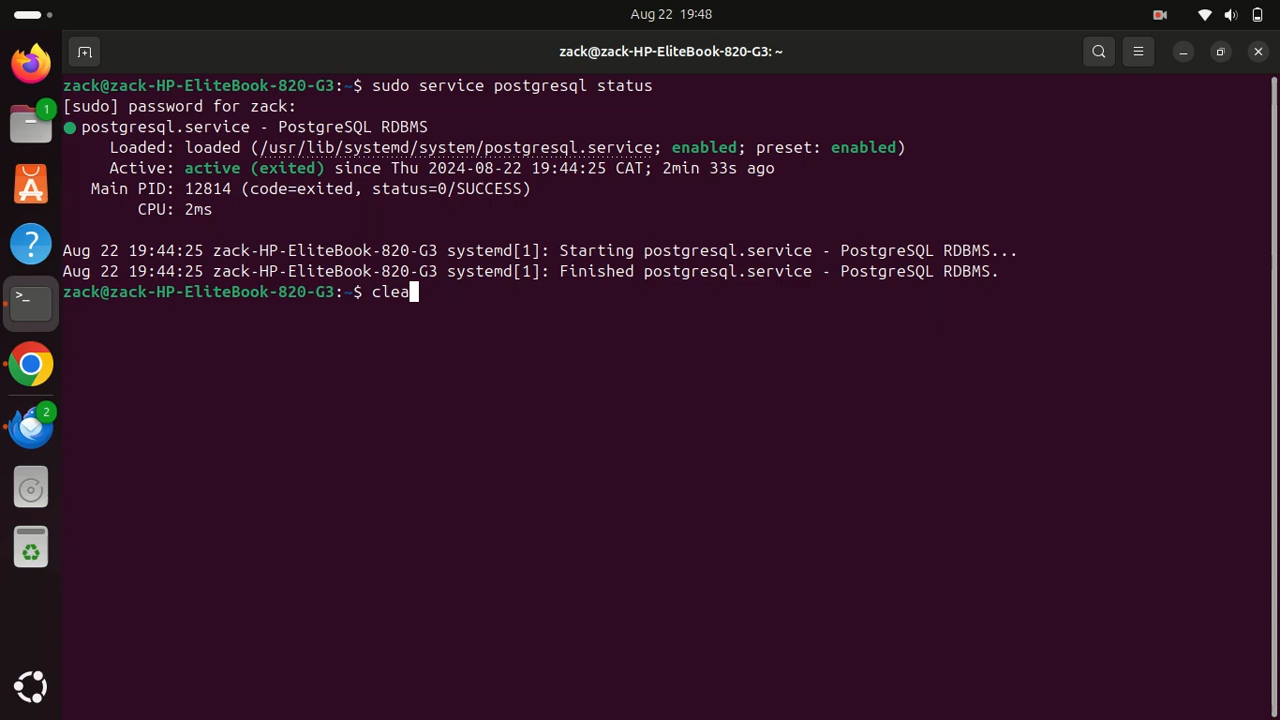 Aug 22 19:48
zack@zack-HP-EliteBook-820-G3: ~
zack@zack-HP-EliteBook-820-G3:~$ sudo service postgresql status
[sudo] password for zack:
● postgresql.service - PostgreSQL RDBMS
Loaded: loaded (/usr/lib/systemd/system/postgresql.service; enabled; preset: enabled)
Active: active (exited) since Thu 2024-08-22 19:44:25 CAT; 2min 33s ago
Main PID: 12814 (code=exited, status=0/SUCCESS)
CPU: 2ms
Aug 22 19:44:25 zack-HP-EliteBook-820-G3 systemd[1]: Starting postgresql.service - PostgreSQL RDBMS...
Aug 22 19:44:25 zack-HP-EliteBook-820-G3 systemd[1]: Finished postgresql.service - PostgreSQL RDBMS.
zack@zack-HP-EliteBook-820-G3:~$ clea
1
A
?
>_
2